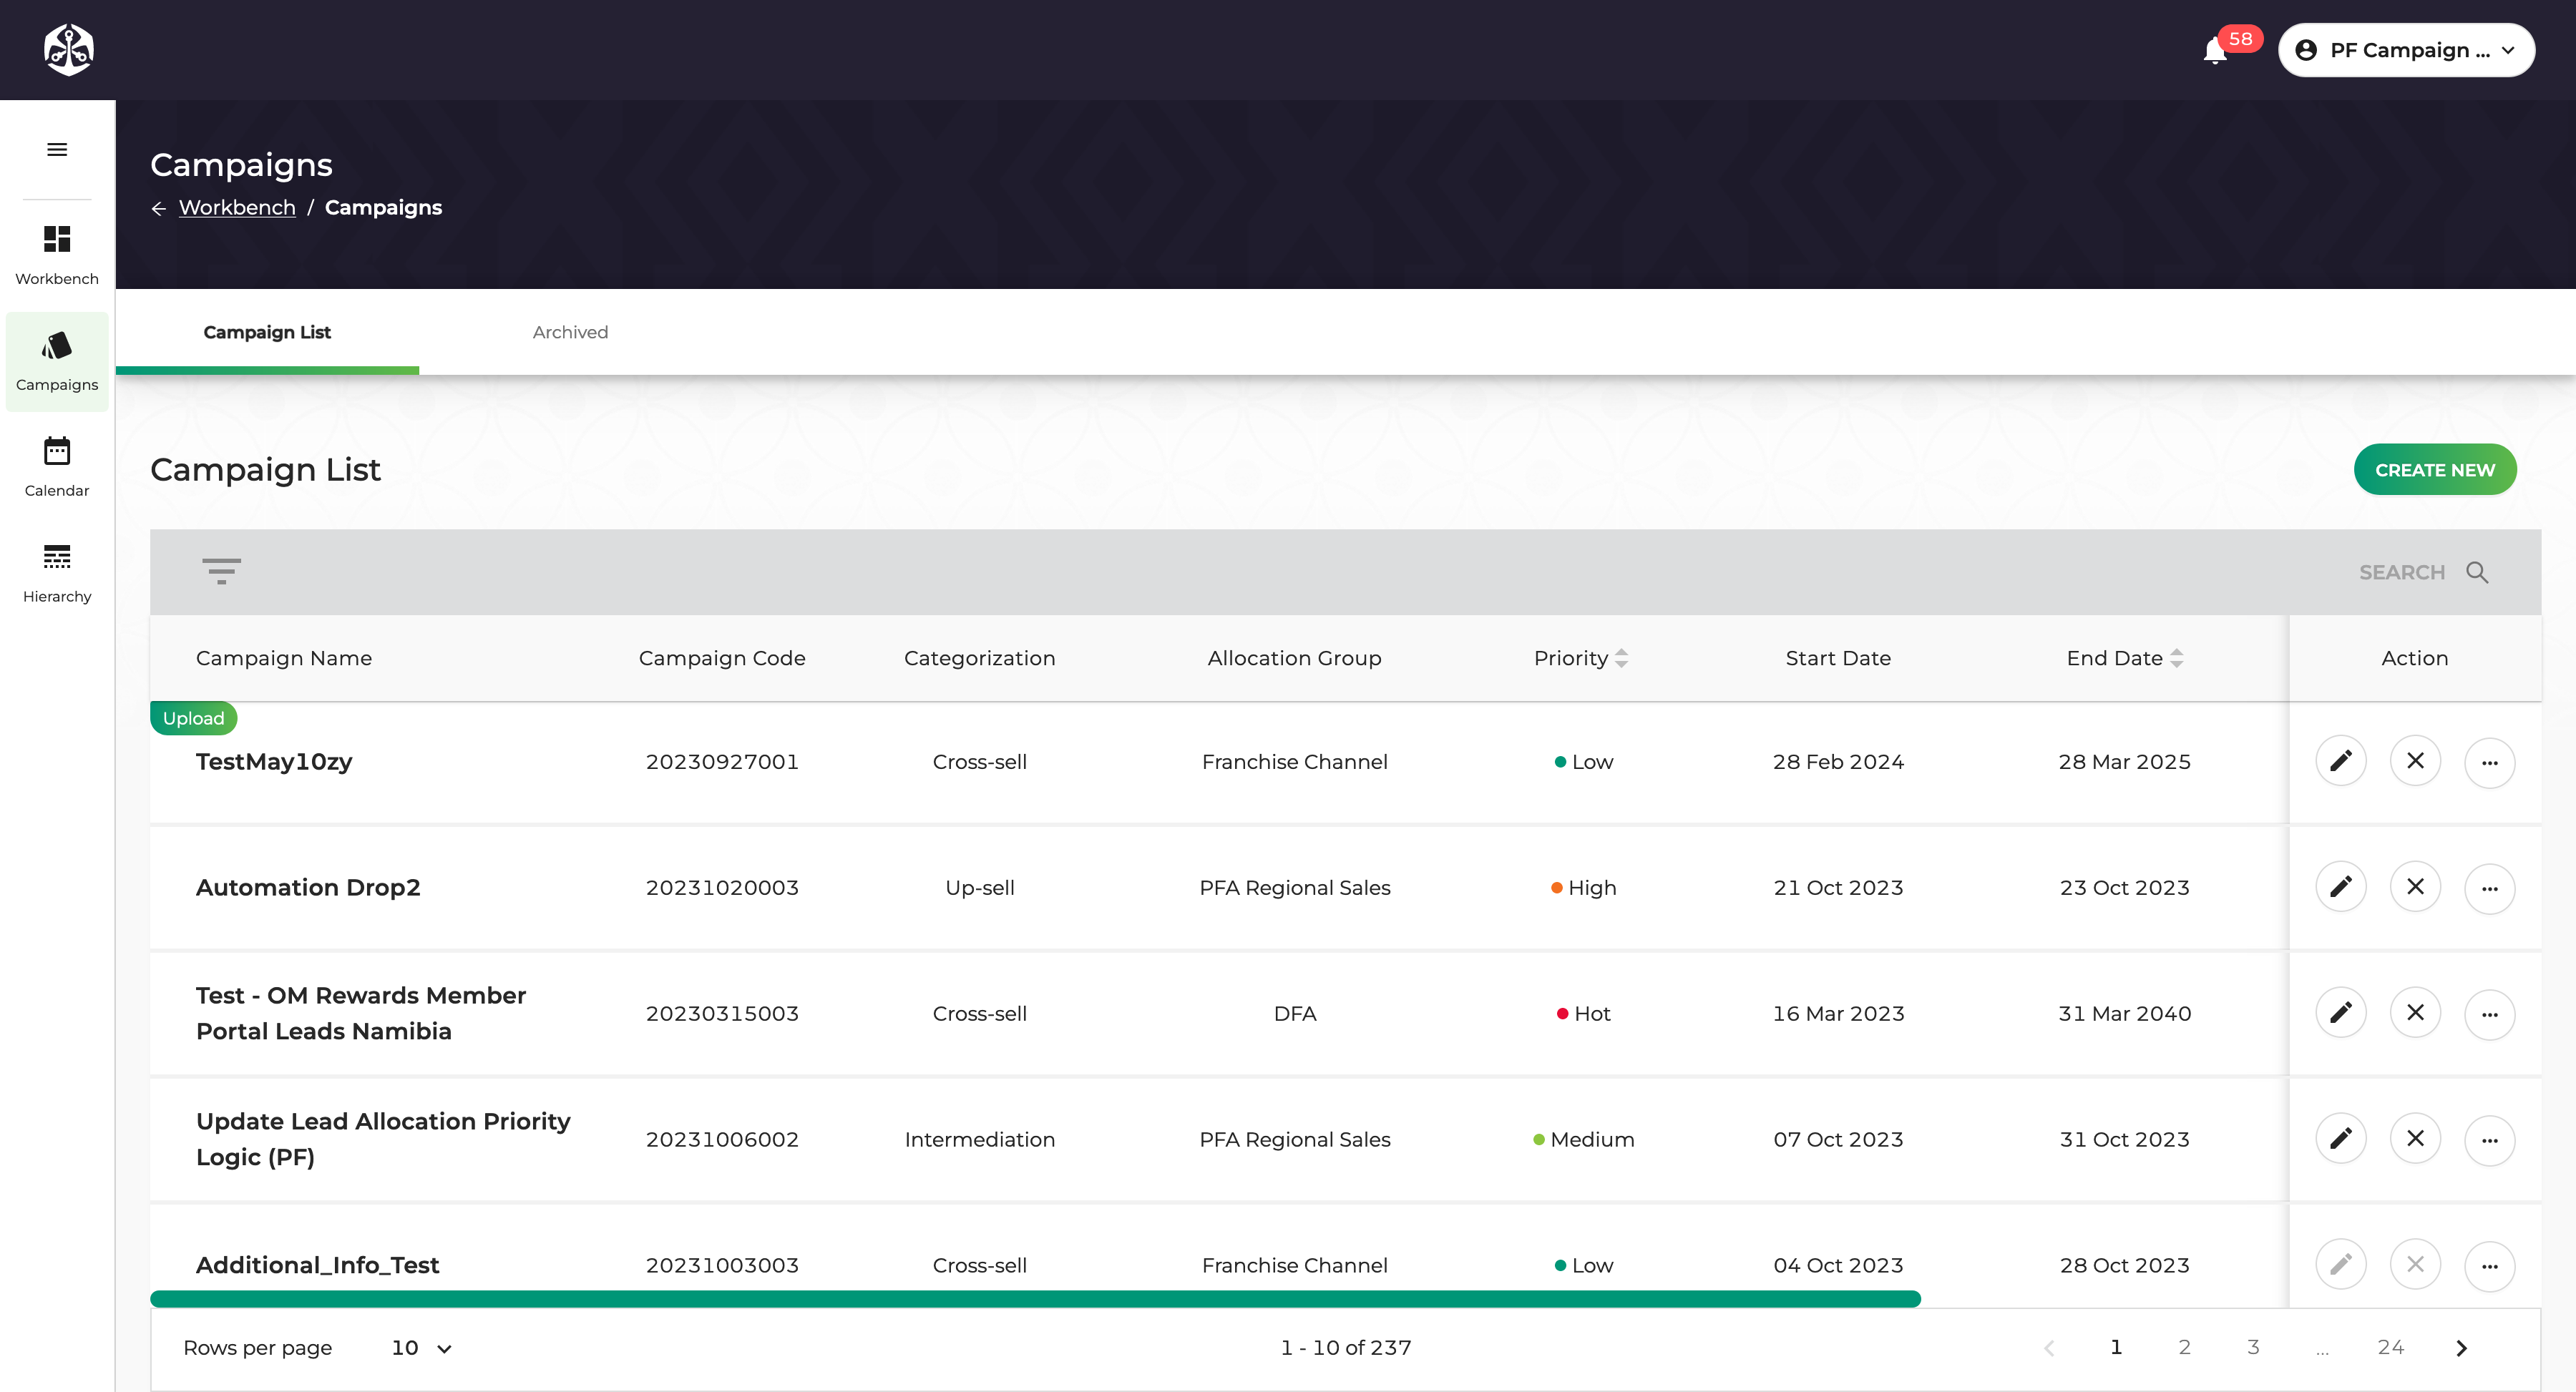 58
PF Campaign ...
Campaigns
Workbench / Campaigns
Workbench
Campaigns
Calendar
Hierarchy
Campaign List
Archived
Campaign List
CREATE NEW
SEARCH
Campaign Name Campaign Code Categorization Allocation Group Priority Start Date End Date Action
Upload
TestMay10zy 20230927001 Cross-sell Franchise Channel Low 28 Feb 2024 28 Mar 2025
Automation Drop2 20231020003 Up-sell PFA Regional Sales High 21 Oct 2023 23 Oct 2023
Test - OM Rewards Member
Portal Leads Namibia 20230315003 Cross-sell DFA Hot 16 Mar 2023 31 Mar 2040
Update Lead Allocation Priority
Logic (PF) 20231006002 Intermediation PFA Regional Sales Medium 07 Oct 2023 31 Oct 2023
Additional_Info_Test 20231003003 Cross-sell Franchise Channel Low 04 Oct 2023 28 Oct 2023
Rows per page 10 1 - 10 of 237 1 2 3 ... 24